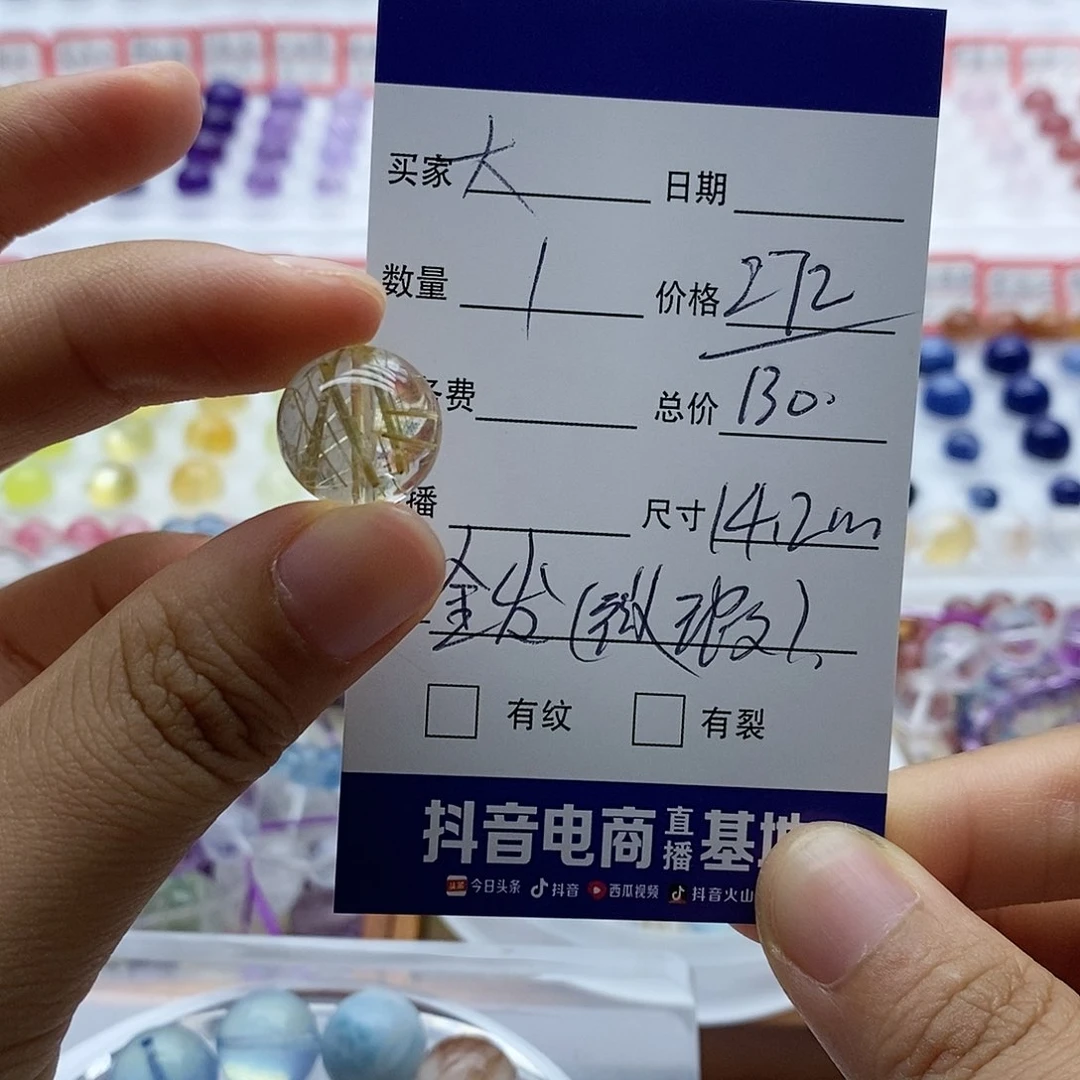 买家 大 日期
数量 1 价格 272
费 总价 130.
播 尺寸 14.2m
金发(微瑕)
有纹 有裂
抖音电商 直播 基地
今日头条 抖音 西瓜视频 抖音火山